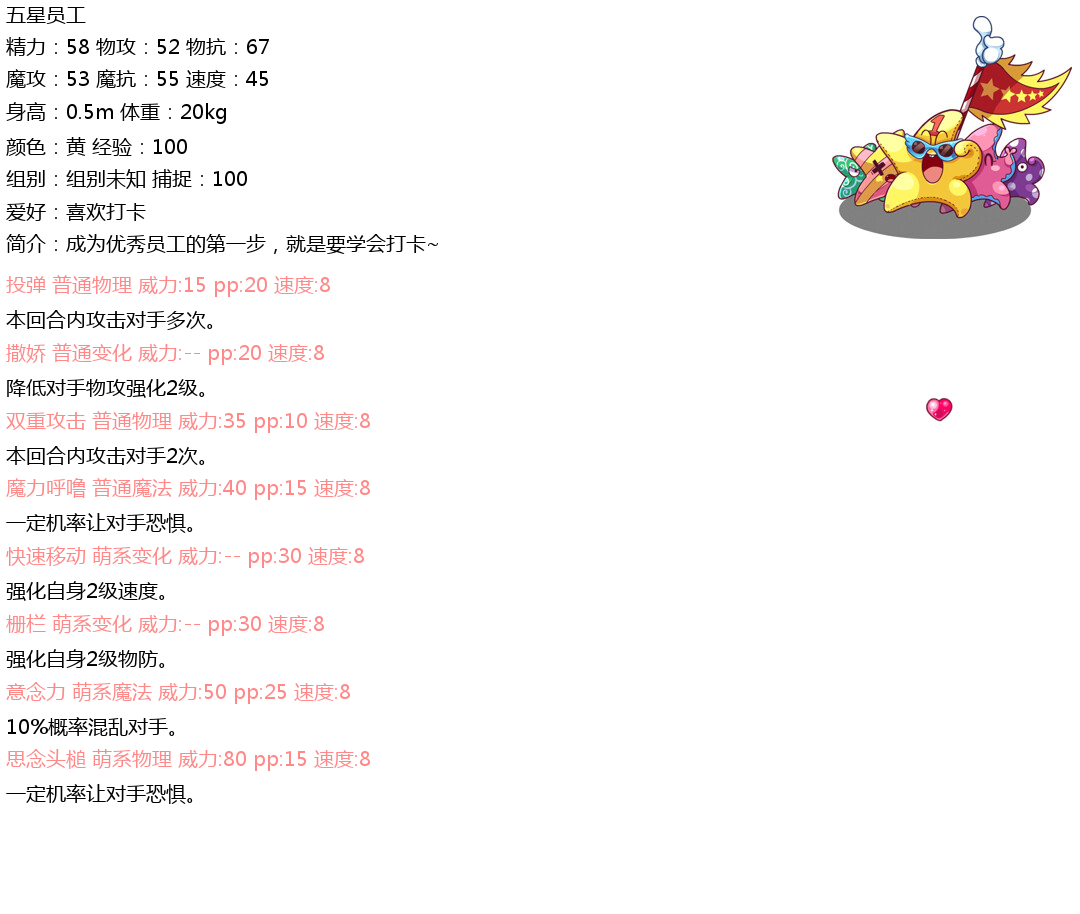 五星员工
精力：58 物攻：52 物抗：67
魔攻：53 魔抗：55 速度：45
身高：0.5m 体重：20kg
颜色：黄 经验：100
组别：组别未知 捕捉：100
爱好：喜欢打卡
简介：成为优秀员工的第一步，就是要学会打卡~
投弹 普通物理 威力:15 pp:20 速度:8
本回合内攻击对手多次。
撒娇 普通变化 威力:-- pp:20 速度:8
降低对手物攻强化2级。
双重攻击 普通物理 威力:35 pp:10 速度:8
本回合内攻击对手2次。
魔力呼噜 普通魔法 威力:40 pp:15 速度:8
一定机率让对手恐惧。
快速移动 萌系变化 威力:-- pp:30 速度:8
强化自身2级速度。
栅栏 萌系变化 威力:-- pp:30 速度:8
强化自身2级物防。
意念力 萌系魔法 威力:50 pp:25 速度:8
10%概率混乱对手。
思念头槌 萌系物理 威力:80 pp:15 速度:8
一定机率让对手恐惧。
1